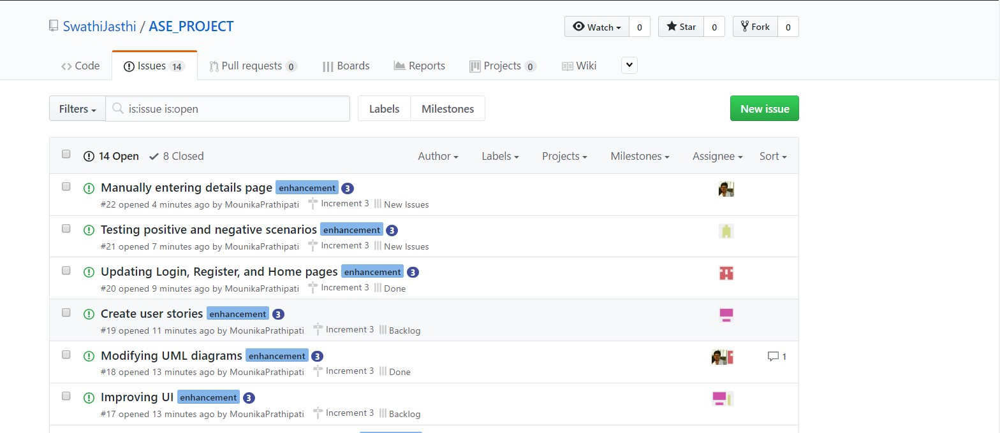 SwathiJasthi / ASE_PROJECT
Watch 0 Star 0 Fork 0
Code Issues 14 Pull requests 0 Boards Reports Projects 0 Wiki
Filters is:issue is:open Labels Milestones New issue
14 Open 8 Closed Author Labels Projects Milestones Assignee Sort
Manually entering details page enhancement 3
#22 opened 4 minutes ago by MounikaPrathipati Increment 3 New Issues
Testing positive and negative scenarios enhancement 3
#21 opened 7 minutes ago by MounikaPrathipati Increment 3 New Issues
Updating Login, Register, and Home pages enhancement 3
#20 opened 9 minutes ago by MounikaPrathipati Increment 3 Done
Create user stories enhancement 3
#19 opened 11 minutes ago by MounikaPrathipati Increment 3 Backlog
Modifying UML diagrams enhancement 3 1
#18 opened 13 minutes ago by MounikaPrathipati Increment 3 Done
Improving UI enhancement 3
#17 opened 13 minutes ago by MounikaPrathipati Increment 3 Backlog